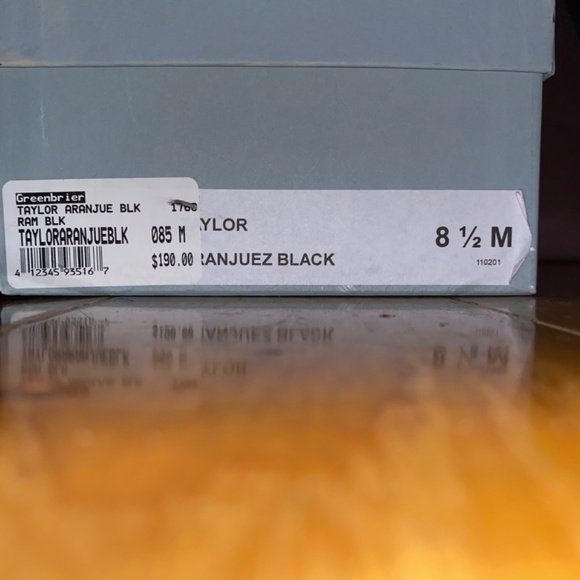 Greenbrier
TAYLOR ARANJUE BLK
RAM BLK
TAYLORARANJUEBLK 085 M
$190.00
4 12345 93516 7
AYLOR
RANJUEZ BLACK
8 ½ M
110201